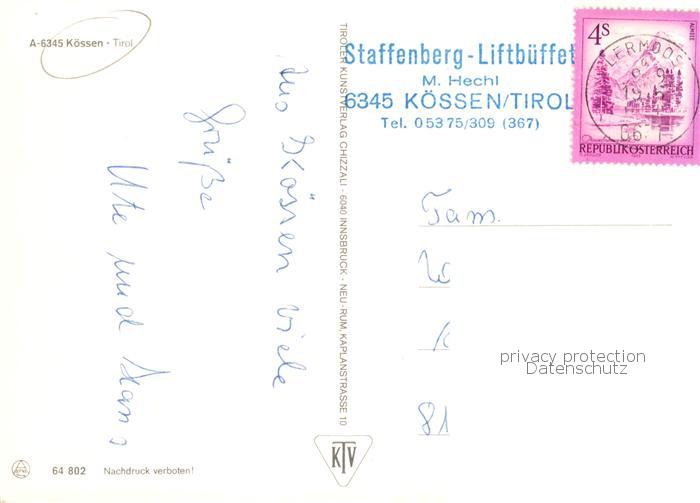 A-6345 Kössen - Tirol
Aus Kössen viele
Grüße
Ute und Hans
64 802 Nachdruck verboten!
TIROLER KUNSTVERLAG CHIZZALI - 6040 INNSBRUCK - NEU-RUM, KAPLANSTRASSE 10
KTV
Staffenberg-Liftbüffet
M. Hechl
6345 KÖSSEN/TIROL
Tel. 05375/309 (367)
4S
ALMSEE
LERMOOS
REPUBLIK ÖSTERREICH
Fam.
81
privacy protection
Datenschutz